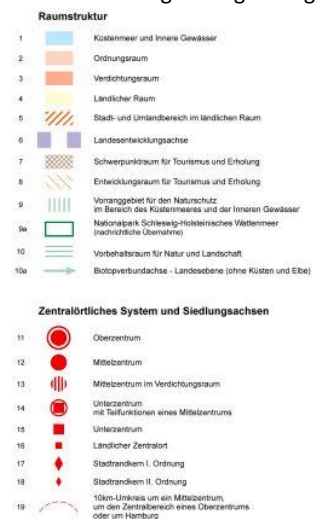 Raumstruktur
1 Küstenmeer und Innere Gewässer
2 Ordnungsraum
3 Verdichtungsraum
4 Ländlicher Raum
5 Stadt- und Umlandbereich im ländlichen Raum
6 Landesentwicklungsachse
7 Schwerpunktraum für Tourismus und Erholung
8 Entwicklungsraum für Tourismus und Erholung
9 Vorranggebiet für den Naturschutz
im Bereich des Küstenmeeres und der Inneren Gewässer
9a Nationalpark Schleswig-Holsteinisches Wattenmeer
(nachrichtliche Übernahme)
10 Vorbehaltsraum für Natur und Landschaft
10a Biotopverbundachse - Landesebene (ohne Küsten und Elbe)
Zentralörtliches System und Siedlungsachsen
11 Oberzentrum
12 Mittelzentrum
13 Mittelzentrum im Verdichtungsraum
14 Unterzentrum
mit Teilfunktionen eines Mittelzentrums
15 Unterzentrum
16 Ländlicher Zentralort
17 Stadtrandkern I. Ordnung
18 Stadtrandkern II. Ordnung
19 10km-Umkreis um ein Mittelzentrum,
um den Zentralbereich eines Oberzentrums
oder um Hamburg